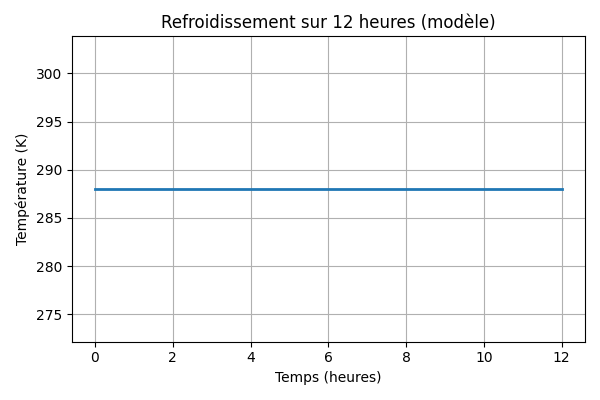 Refroidissement sur 12 heures (modèle)
Température (K)
300
295
290
285
280
275
0 2 4 6 8 10 12
Temps (heures)